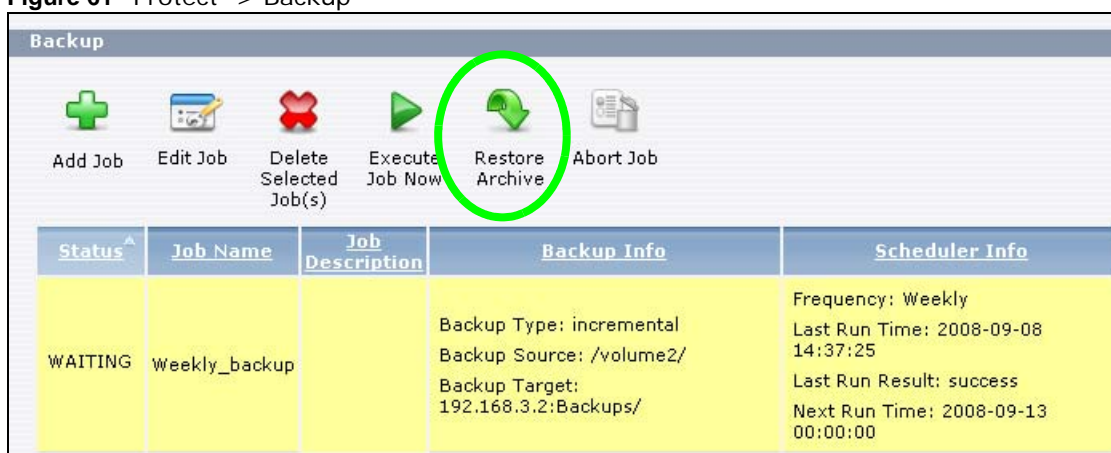 Figure 61 Protect > Backup
Backup
Add Job
Edit Job
Delete
Selected
Job(s)
Execute
Job Now
Restore
Archive
Abort Job
Status
Job Name
Job
Description
Backup Info
Scheduler Info
WAITING
Weekly_backup
Backup Type: incremental
Backup Source: /volume2/
Backup Target:
192.168.3.2:Backups/
Frequency: Weekly
Last Run Time: 2008-09-08
14:37:25
Last Run Result: success
Next Run Time: 2008-09-13
00:00:00